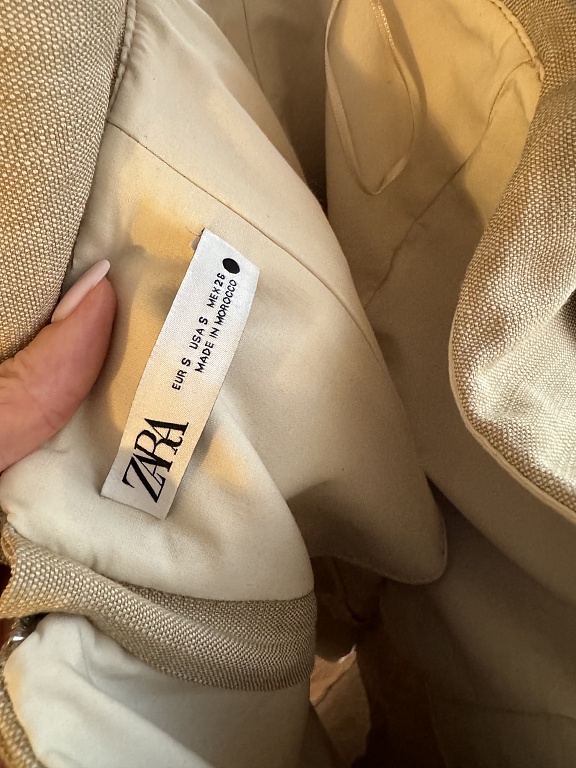 ZARA
EUR S USA S MEX 26
MADE IN MOROCCO